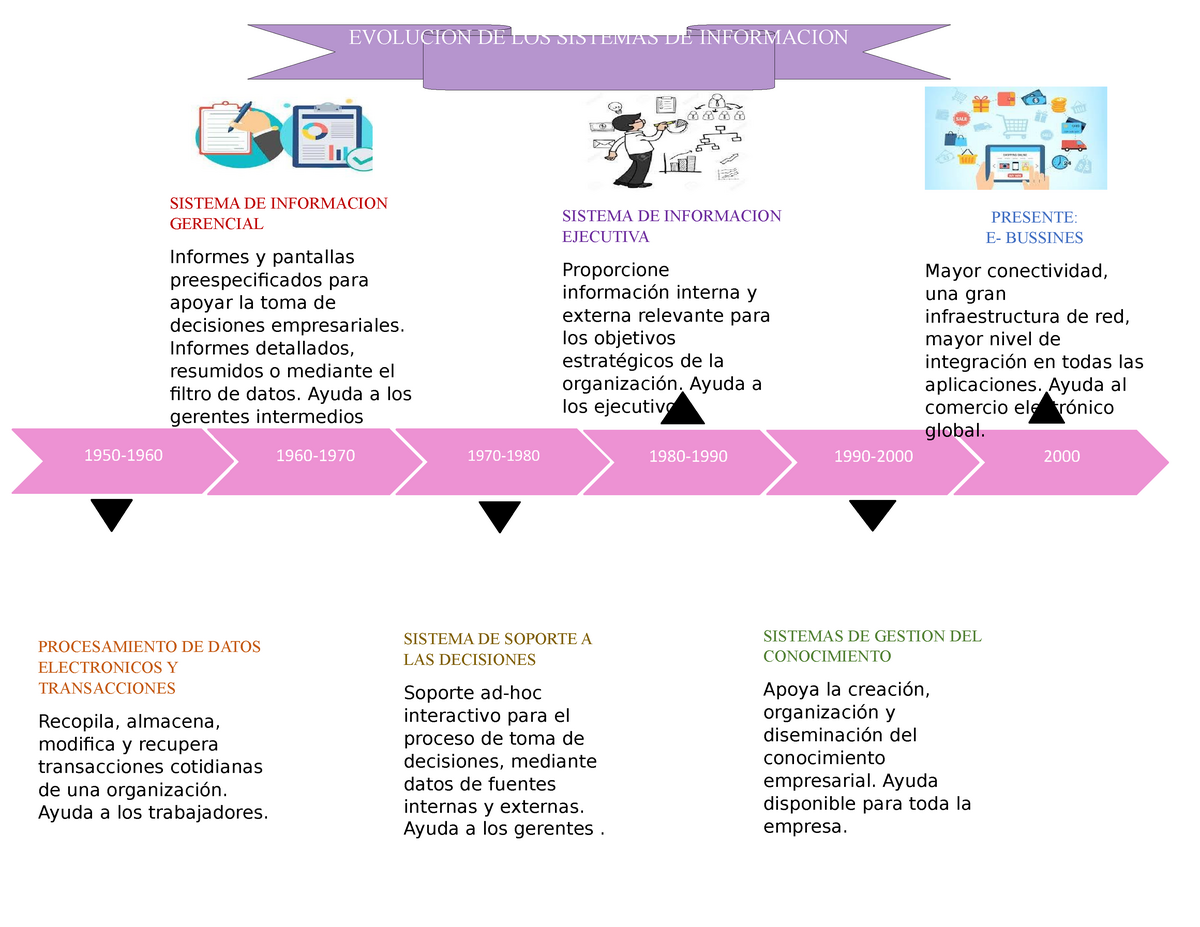 EVOLUCION DE LOS SISTEMAS DE INFORMACION
SISTEMA DE INFORMACION
GERENCIAL
Informes y pantallas
preespecificados para
apoyar la toma de
decisiones empresariales.
Informes detallados,
resumidos o mediante el
filtro de datos. Ayuda a los
gerentes intermedios
SISTEMA DE INFORMACION
EJECUTIVA
Proporcione
información interna y
externa relevante para
los objetivos
estratégicos de la
organización. Ayuda a
los ejecutivo
SALE
PRESENTE:
E- BUSSINES
Mayor conectividad,
una gran
infraestructura de red,
mayor nivel de
integración en todas las
aplicaciones. Ayuda al
comercio electrónico
global.
1950-1960
1960-1970
1970-1980
1980-1990
1990-2000
2000
PROCESAMIENTO DE DATOS
ELECTRONICOS Y
TRANSACCIONES
Recopila, almacena,
modifica y recupera
transacciones cotidianas
de una organización.
Ayuda a los trabajadores.
SISTEMA DE SOPORTE A
LAS DECISIONES
Soporte ad-hoc
interactivo para el
proceso de toma de
decisiones, mediante
datos de fuentes
internas y externas.
Ayuda a los gerentes .
SISTEMAS DE GESTION DEL
CONOCIMIENTO
Apoya la creación,
organización y
diseminación del
conocimiento
empresarial. Ayuda
disponible para toda la
empresa.